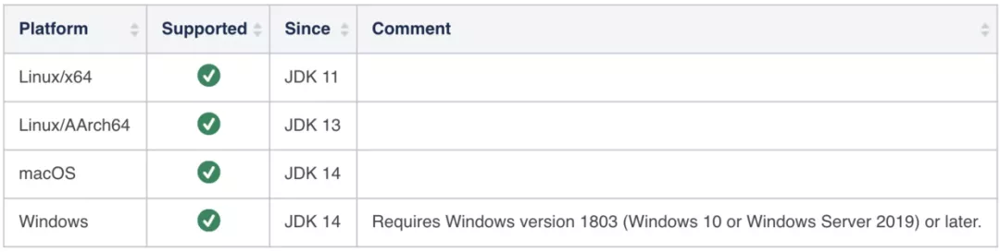 Platform Supported Since Comment
Linux/x64 JDK 11
Linux/AArch64 JDK 13
macOS JDK 14
Windows JDK 14 Requires Windows version 1803 (Windows 10 or Windows Server 2019) or later.